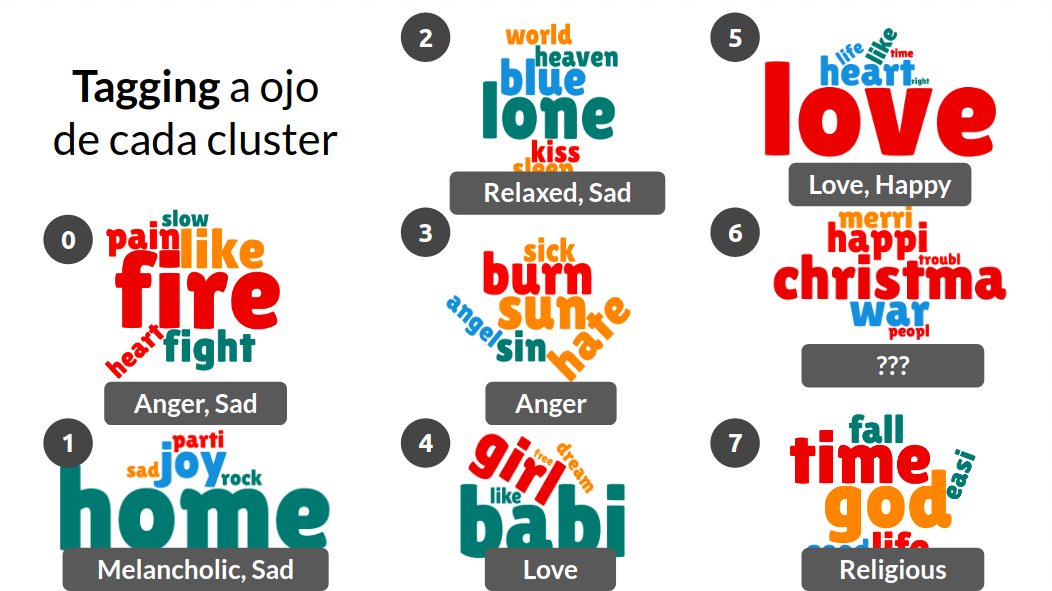 Tagging a ojo
de cada cluster
0
slow
pain
like
fire
heart
fight
Anger, Sad
1
parti
sad
joy
rock
home
Melancholic, Sad
2
world
heaven
blue
lone
kiss
sleep
Relaxed, Sad
3
sick
burn
sun
angel
sin
hate
Anger
4
girl
free
dream
like
babi
Love
5
life
like
time
heart
right
love
Love, Happy
6
merri
happi
troubl
christma
war
peopl
???
7
fall
time
easi
god
good
life
Religious